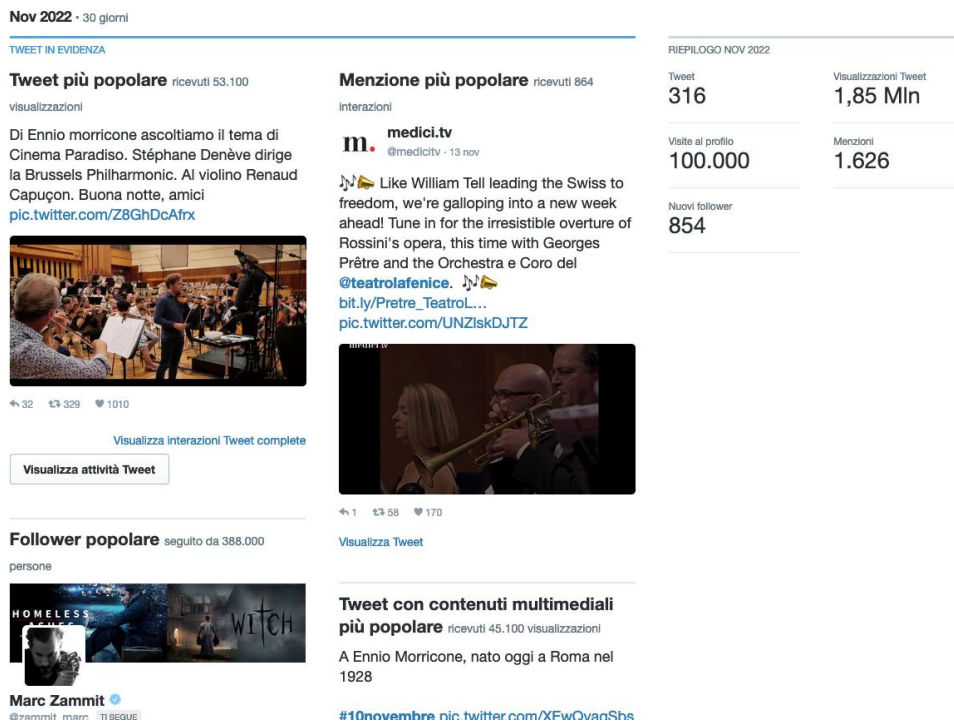 Nov 2022 · 30 giorni
TWEET IN EVIDENZA
Tweet più popolare ricevuti 53.100
visualizzazioni
Di Ennio morricone ascoltiamo il tema di
Cinema Paradiso. Stéphane Denève dirige
la Brussels Philharmonic. Al violino Renaud
Capuçon. Buona notte, amici
pic.twitter.com/Z8GhDcAfrx
32 329 1010
Visualizza interazioni Tweet complete
Visualizza attività Tweet
Follower popolare seguito da 388.000
persone
HOMELESS
ASHES
WITCH
Marc Zammit
@zammit_marc TI SEGUE
Menzione più popolare ricevuti 864
interazioni
m.
medici.tv
@medicitv · 13 nov
🎶📣 Like William Tell leading the Swiss to
freedom, we're galloping into a new week
ahead! Tune in for the irresistible overture of
Rossini's opera, this time with Georges
Prêtre and the Orchestra e Coro del
@teatrolafenice. 🎶📣
bit.ly/Pretre_TeatroL…
pic.twitter.com/UNZlskDJTZ
medici.tv
1 58 170
Visualizza Tweet
Tweet con contenuti multimediali
più popolare ricevuti 45.100 visualizzazioni
A Ennio Morricone, nato oggi a Roma nel
1928
#10novembre pic.twitter.com/XFwQvagSbs
RIEPILOGO NOV 2022
Tweet
316
Visualizzazioni Tweet
1,85 Mln
Visite al profilo
100.000
Menzioni
1.626
Nuovi follower
854